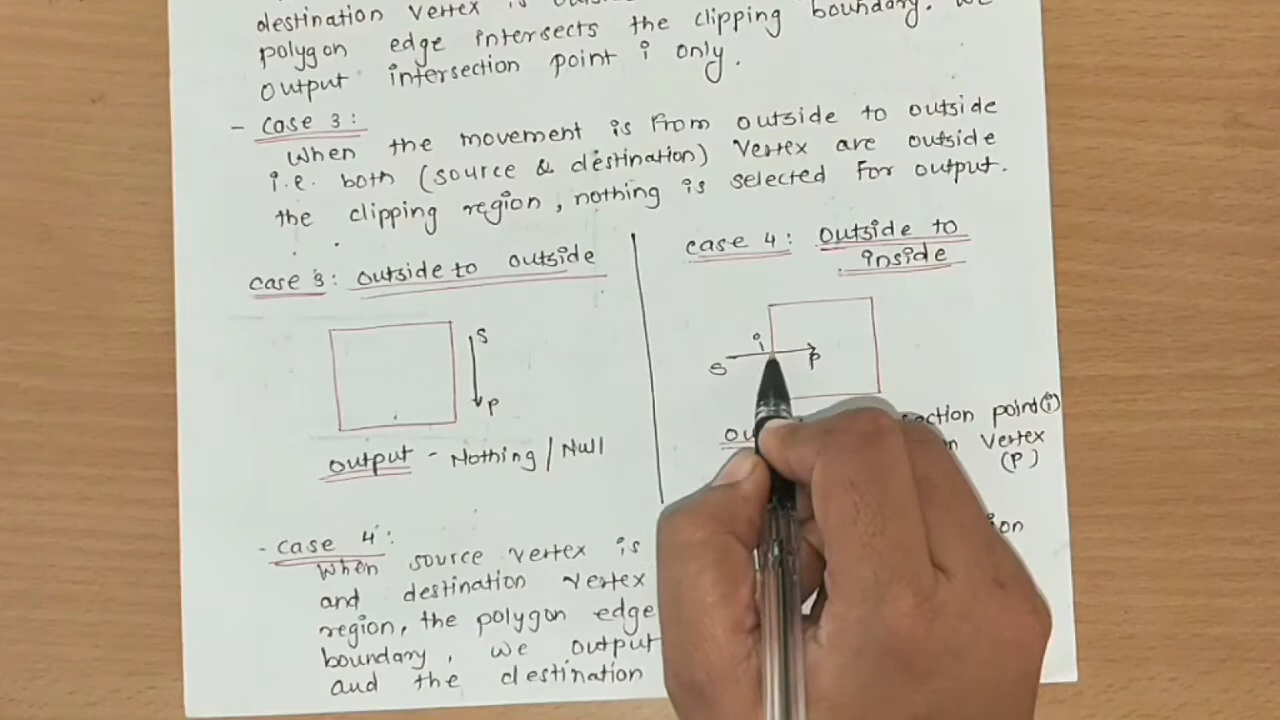 destination vertex is
polygon edge intersects the clipping boundary. We
output intersection point i only.
- Case 3:
When the movement is From outside to outside
i.e. both (source & destination) vertex are outside
the clipping region, nothing is selected For output.
case 3: outside to outside
case 4: outside to
inside
S
P
i
S
P
output - Nothing / Null
point(i)
Vertex
(P)
- case 4:
When source vertex is
and destination vertex
region, the polygon edge
boundary, we output
and the destination